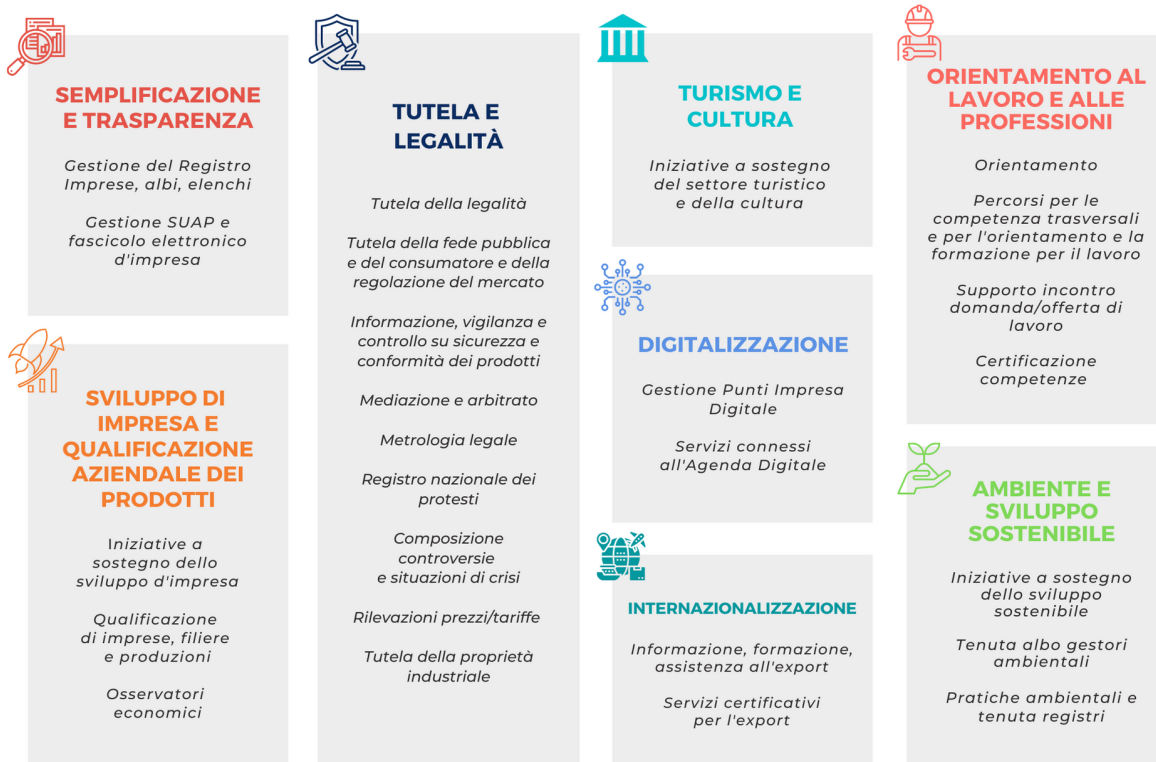 SEMPLIFICAZIONE
E TRASPARENZA
Gestione del Registro
Imprese, albi, elenchi
Gestione SUAP e
fascicolo elettronico
d'impresa
SVILUPPO DI
IMPRESA E
QUALIFICAZIONE
AZIENDALE DEI
PRODOTTI
Iniziative a
sostegno dello
sviluppo d'impresa
Qualificazione
di imprese, filiere
e produzioni
Osservatori
economici
TUTELA E
LEGALITÀ
Tutela della legalità
Tutela della fede pubblica
e del consumatore e della
regolazione del mercato
Informazione, vigilanza e
controllo su sicurezza e
conformità dei prodotti
Mediazione e arbitrato
Metrologia legale
Registro nazionale dei
protesti
Composizione
controversie
e situazioni di crisi
Rilevazioni prezzi/tariffe
Tutela della proprietà
industriale
TURISMO E
CULTURA
Iniziative a sostegno
del settore turistico
e della cultura
DIGITALIZZAZIONE
Gestione Punti Impresa
Digitale
Servizi connessi
all'Agenda Digitale
INTERNAZIONALIZZAZIONE
Informazione, formazione,
assistenza all'export
Servizi certificativi
per l'export
ORIENTAMENTO AL
LAVORO E ALLE
PROFESSIONI
Orientamento
Percorsi per le
competenza trasversali
e per l'orientamento e la
formazione per il lavoro
Supporto incontro
domanda/offerta di
lavoro
Certificazione
competenze
AMBIENTE E
SVILUPPO
SOSTENIBILE
Iniziative a sostegno
dello sviluppo
sostenibile
Tenuta albo gestori
ambientali
Pratiche ambientali e
tenuta registri